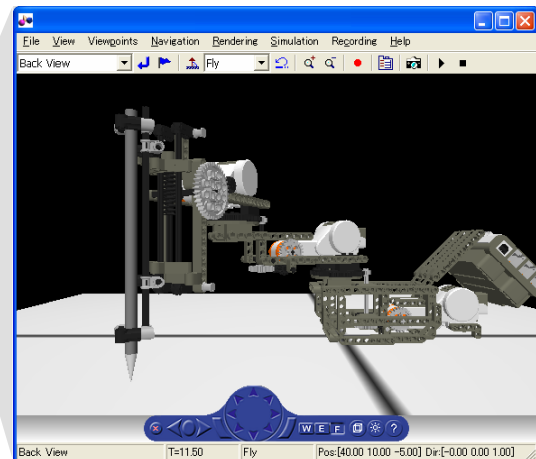 File View Viewpoints Navigation Rendering Simulation Recording Help
Back View Fly
W E F ?
Back View T=11.50 Fly Pos:[40.00 10.00 -5.00] Dir:[-0.00 0.00 1.00]